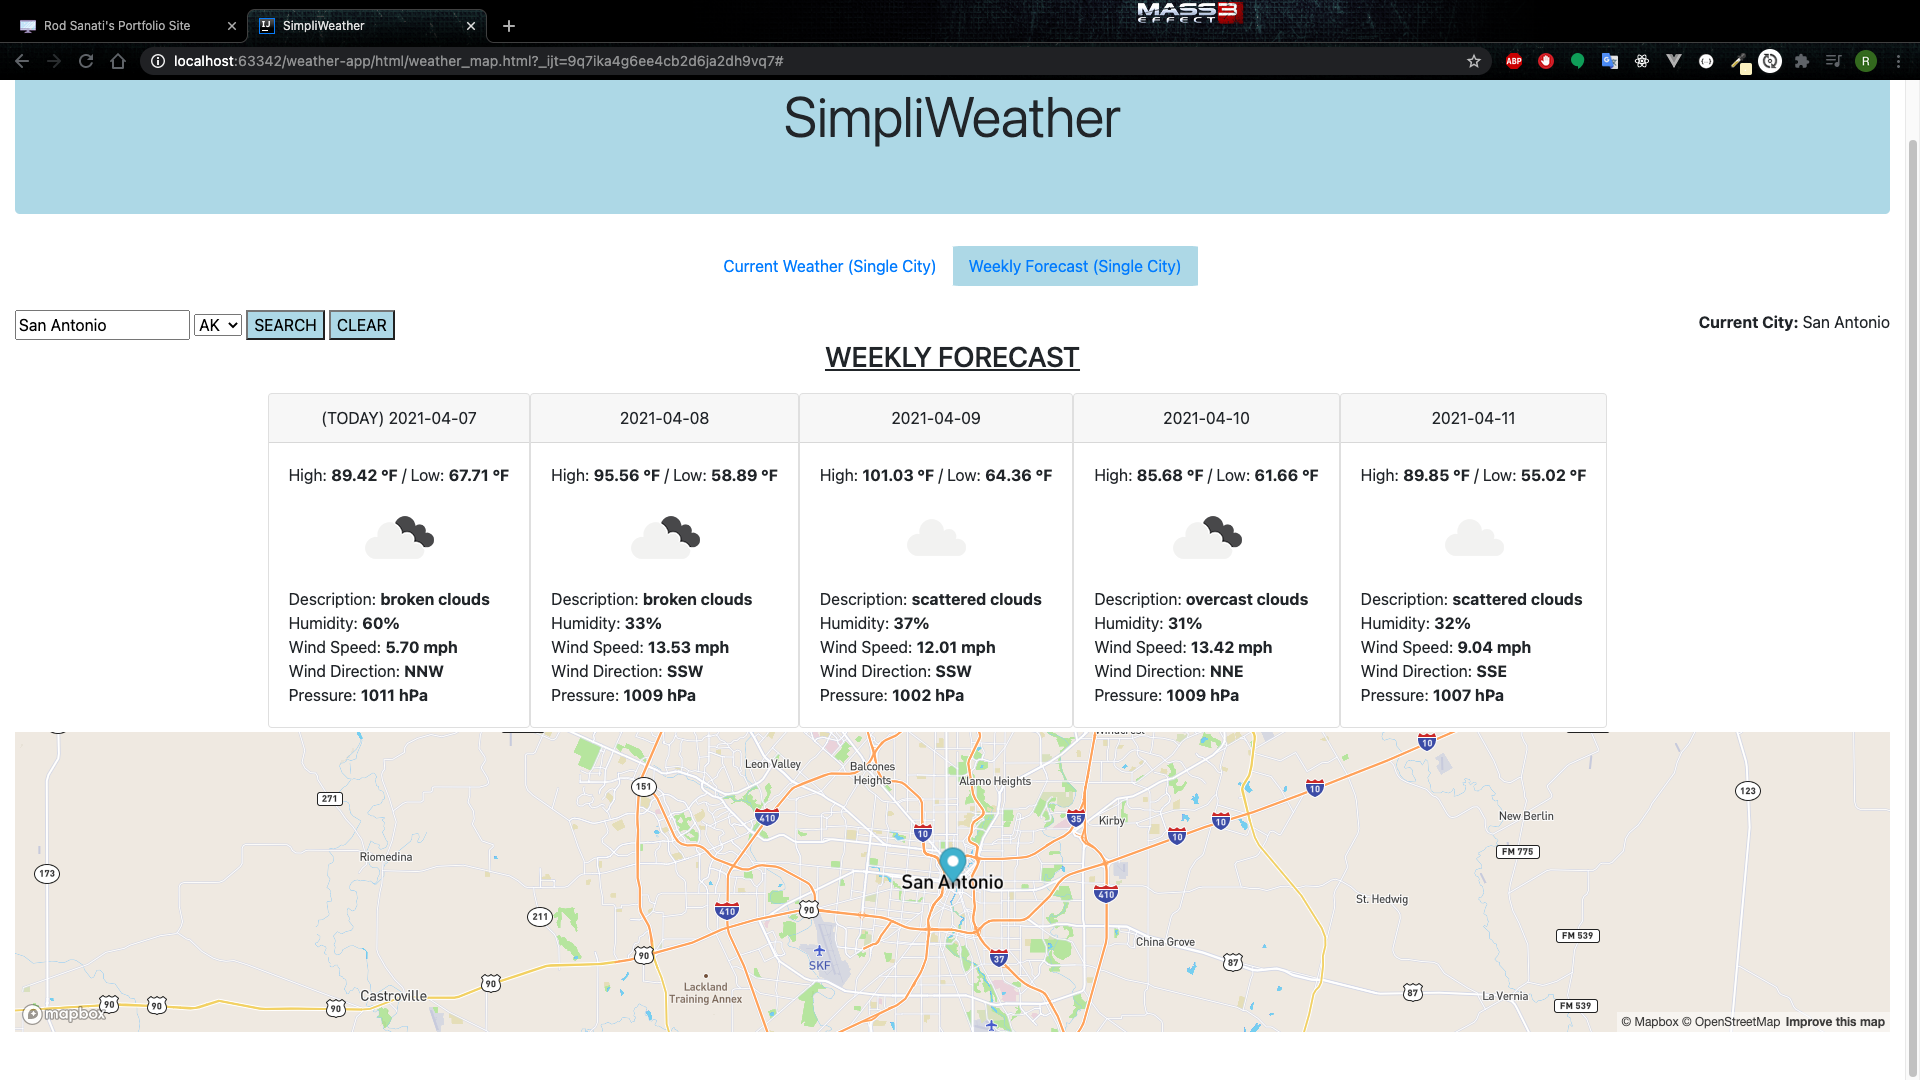 MASS 3
EFFECT
Rod Sanati's Portfolio Site
SimpliWeather
localhost:63342/weather-app/html/weather_map.html?_ijt=9q7ika4g6ee4cb2d6ja2dh9vq7#
ABP
R
SimpliWeather
Current Weather (Single City)
Weekly Forecast (Single City)
San Antonio AK SEARCH CLEAR
Current City: San Antonio
WEEKLY FORECAST
(TODAY) 2021-04-07
High: 89.42 °F / Low: 67.71 °F
Description: broken clouds
Humidity: 60%
Wind Speed: 5.70 mph
Wind Direction: NNW
Pressure: 1011 hPa
2021-04-08
High: 95.56 °F / Low: 58.89 °F
Description: broken clouds
Humidity: 33%
Wind Speed: 13.53 mph
Wind Direction: SSW
Pressure: 1009 hPa
2021-04-09
High: 101.03 °F / Low: 64.36 °F
Description: scattered clouds
Humidity: 37%
Wind Speed: 12.01 mph
Wind Direction: SSW
Pressure: 1002 hPa
2021-04-10
High: 85.68 °F / Low: 61.66 °F
Description: overcast clouds
Humidity: 31%
Wind Speed: 13.42 mph
Wind Direction: NNE
Pressure: 1009 hPa
2021-04-11
High: 89.85 °F / Low: 55.02 °F
Description: scattered clouds
Humidity: 32%
Wind Speed: 9.04 mph
Wind Direction: SSE
Pressure: 1007 hPa
10
Leon Valley
Balcones
Heights
Alamo Heights
151
10
123
271
410
35
Kirby
10
New Berlin
10
10
Riomedina
FM 775
173
San Antonio
410
St. Hedwig
211
410
90
FM 539
China Grove
90
SKF
37
87
90
Lackland
Training Annex
87
Castroville
La Vernia
90
90
90
FM 539
mapbox
© Mapbox © OpenStreetMap Improve this map